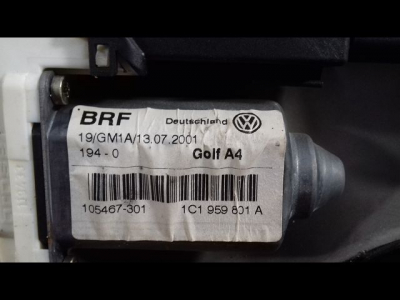 BRF Deutschland
19/GM1A/13.07.2001
194 - 0 Golf A4
105467-301 1C1 959 801 A